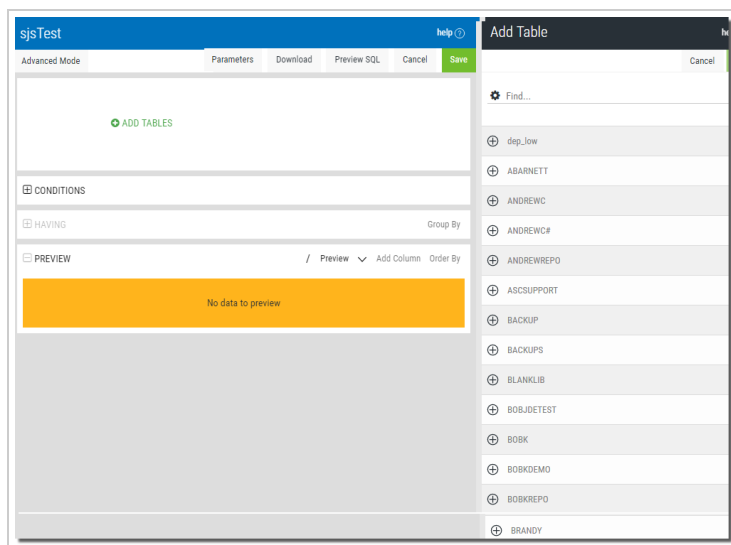 sjsTest help
Advanced Mode Parameters Download Preview SQL Cancel Save
ADD TABLES
CONDITIONS
HAVING Group By
PREVIEW / Preview Add Column Order By
No data to preview
Add Table
Cancel
Find...
dep_low
ABARNETT
ANDREWC
ANDREWC#
ANDREWREPO
ASCSUPPORT
BACKUP
BACKUPS
BLANKLIB
BOBJDETEST
BOBK
BOBKDEMO
BOBKREPO
BRANDY